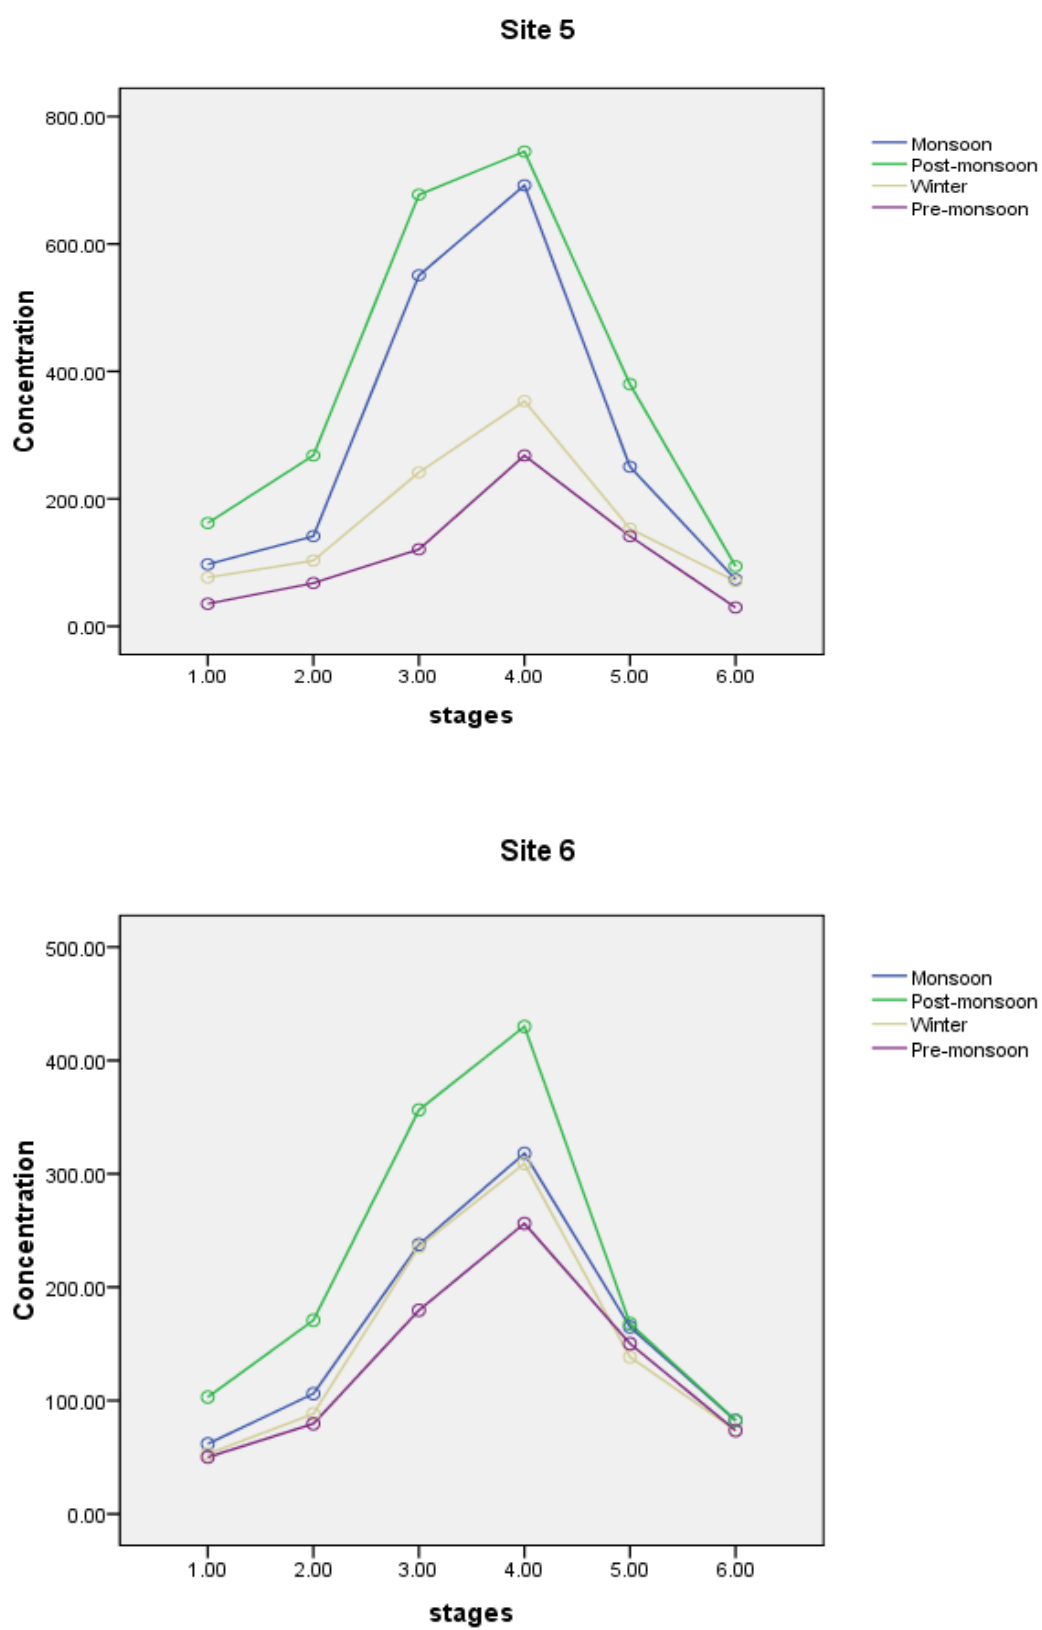 Site 5
800.00
600.00
400.00
200.00
0.00
Concentration
1.00 2.00 3.00 4.00 5.00 6.00
stages
Monsoon
Post-monsoon
Winter
Pre-monsoon
Site 6
500.00
400.00
300.00
200.00
100.00
0.00
Concentration
1.00 2.00 3.00 4.00 5.00 6.00
stages
Monsoon
Post-monsoon
Winter
Pre-monsoon